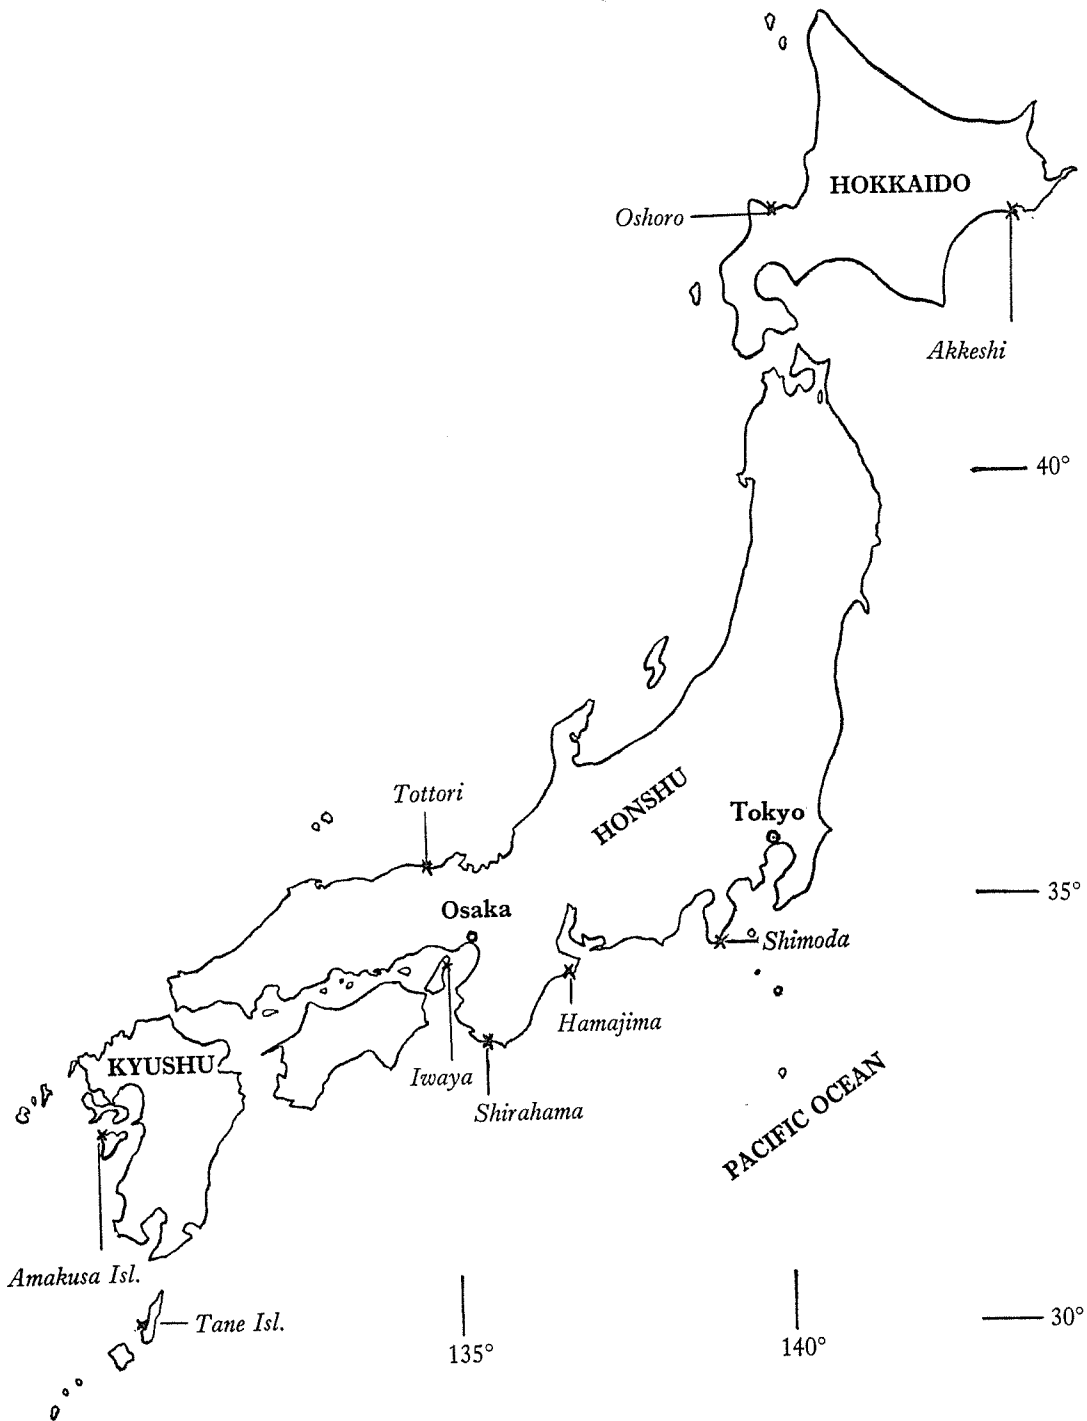 HOKKAIDO
Oshoro
Akkeshi
40°
HONSHU
Tottori
Tokyo
35°
Osaka
Shimoda
Hamajima
KYUSHU
Iwaya
Shirahama
PACIFIC OCEAN
Amakusa Isl.
Tane Isl.
30°
135°
140°